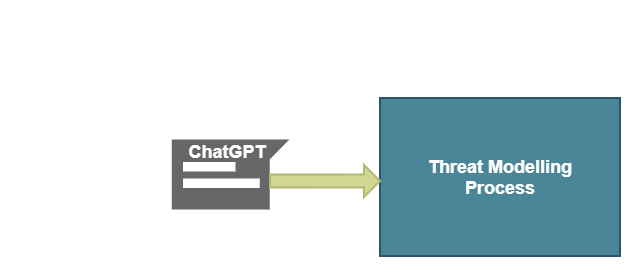 ChatGPT
Threat Modelling
Process